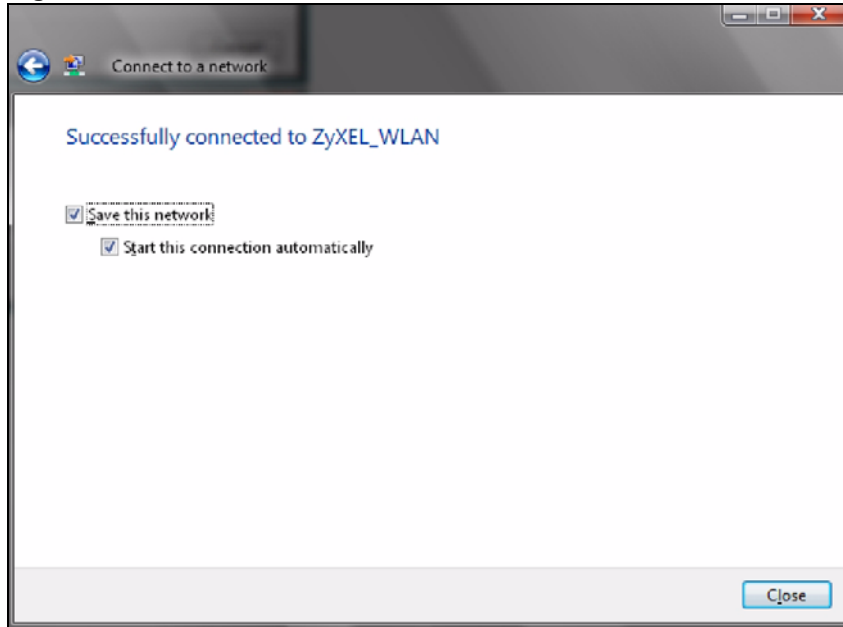 Connect to a network
Successfully connected to ZyXEL_WLAN
Save this network
Start this connection automatically
Close